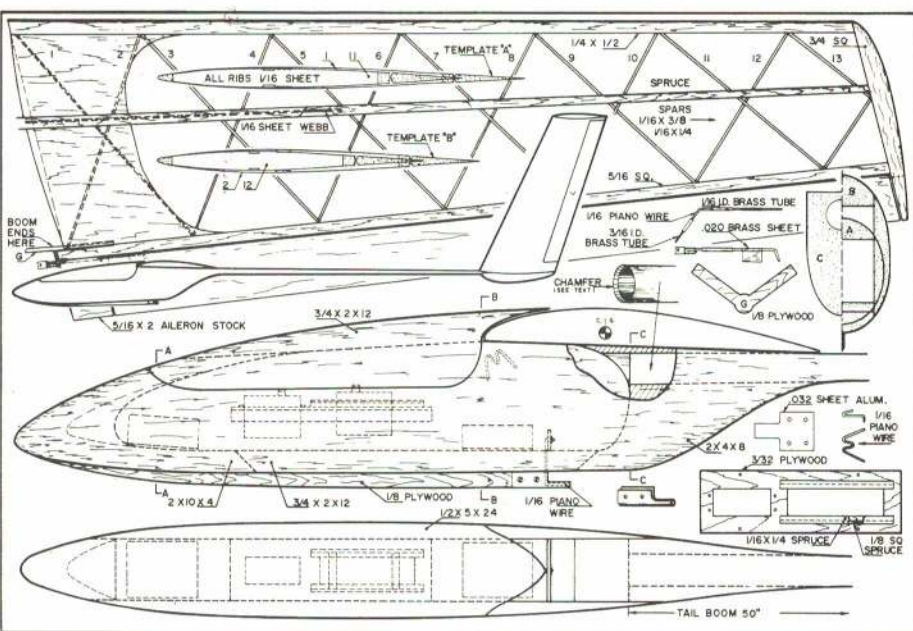 1 2 3 4 5 6 7 8 9 10 11 12 13
1/4 X 1/2
3/4 SQ
TEMPLATE "A"
1 11
ALL RIBS 1/16 SHEET
SPRUCE
SPARS
1/16 X 3/8
1/16 X 1/4
1/16 SHEET WEBB
TEMPLATE "B"
2 12
5/16 SQ.
BOOM
ENDS
HERE
G
1/16 I.D. BRASS TUBE
1/16 PIANO WIRE
3/16 I.D.
BRASS TUBE
.020 BRASS SHEET
B
A
C
CHAMFER
(SEE TEXT)
G
1/8 PLYWOOD
5/16 X 2 AILERON STOCK
3/4 X 2 X 12
B
A
C
C G
.032 SHEET ALUM.
1/16
PIANO
WIRE
2 X 4 X 8
3/32 PLYWOOD
A
2 X 10 X 4
3/4 X 2 X 12
1/8 PLYWOOD
B
1/16 PIANO
WIRE
C
1/2 X 5 X 24
1/16 X 1/4 SPRUCE
1/8 SQ
SPRUCE
TAIL BOOM 50"